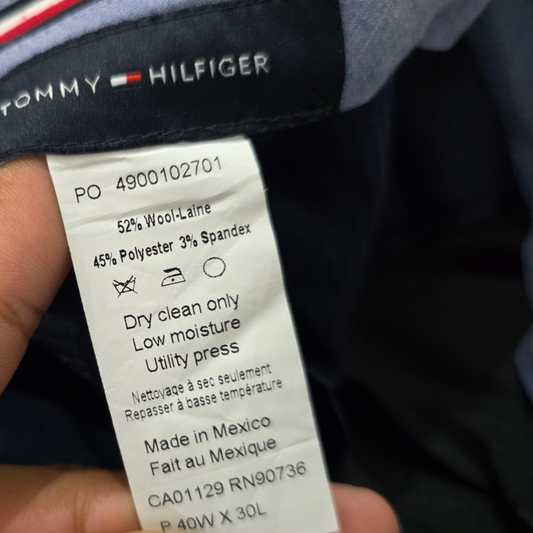 TOMMY HILFIGER
PO 4900102701
52% Wool-Laine
45% Polyester 3% Spandex
Dry clean only
Low moisture
Utility press
Nettoyage à sec seulement
Repasser à basse température
Made in Mexico
Fait au Mexique
CA01129 RN90736
P 40W X 30L